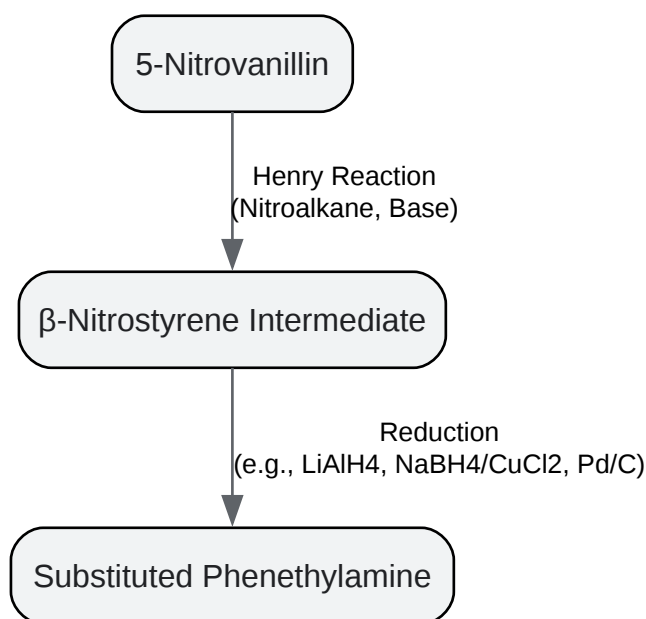 5-Nitrovanillin
Henry Reaction
(Nitroalkane, Base)
β-Nitrostyrene Intermediate
Reduction
(e.g., LiAlH4, NaBH4/CuCl2, Pd/C)
Substituted Phenethylamine